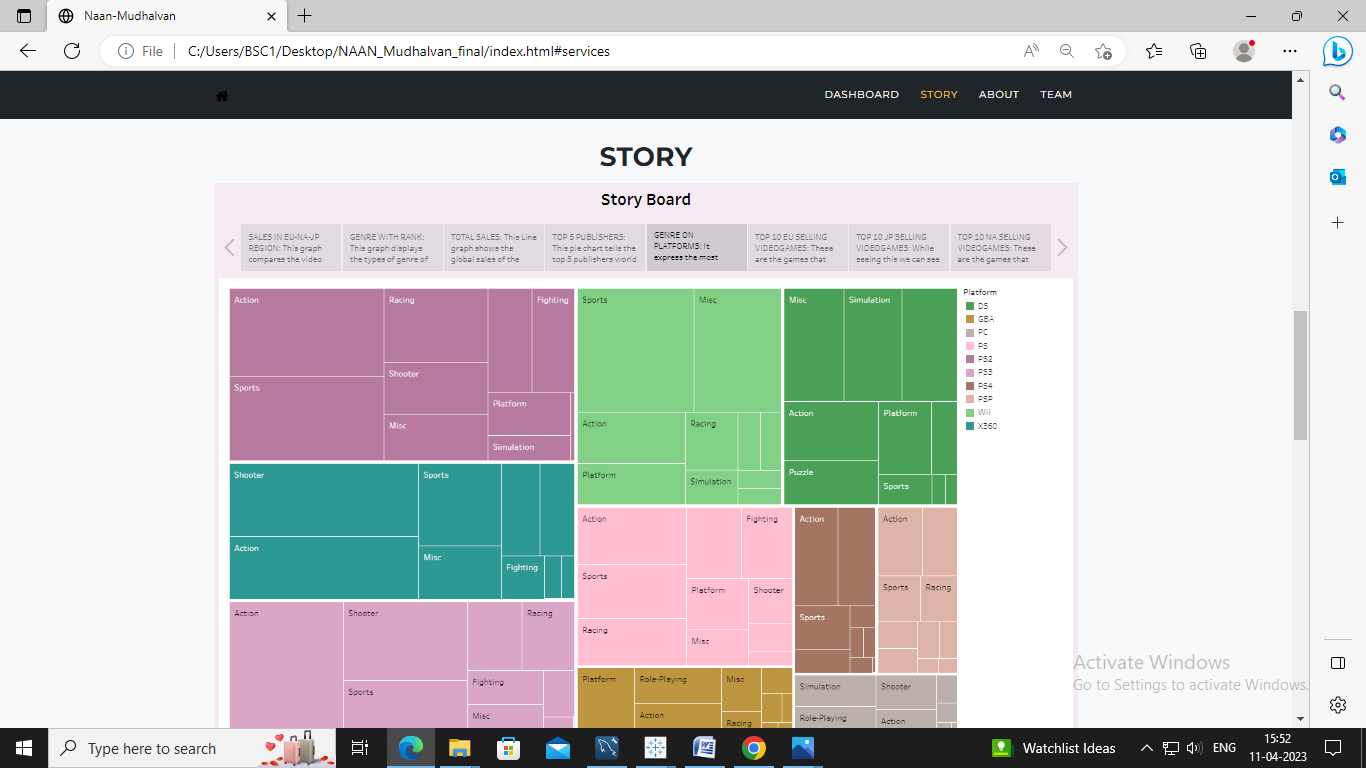 Naan-Mudhalvan
File
C:/Users/BSC1/Desktop/NAAN_Mudhalvan_final/index.html#services
DASHBOARD STORY ABOUT TEAM
STORY
Story Board
SALES IN EU-NA-JP
REGION: This graph
compares the video
GENRE WITH RANK:
This graph displays
the types of genre of
TOTAL SALES: This Line
graph shows the
global sales of the
TOP 5 PUBLISHERS:
This pie chart tells the
top 5 publishers world
GENRE ON
PLATFORMS: It
express the most
TOP 10 EU SELLING
VIDEOGAMES: These
are the games that
TOP 10 JP SELLING
VIDEOGAMES: While
seeing this we can see
TOP 10 NA SELLING
VIDEOGAMES: These
are the games that
Action
Racing
Fighting
Sports
Shooter
Misc
Platform
Simulation
Sports
Misc
Action
Racing
Platform
Simulation
Misc
Simulation
Action
Platform
Puzzle
Sports
Platform
DS
GBA
PC
PS
PS2
PS3
PS4
PSP
Wii
X360
Shooter
Sports
Action
Misc
Fighting
Action
Fighting
Sports
Platform
Shooter
Racing
Misc
Action
Sports
Action
Sports
Racing
Action
Shooter
Racing
Sports
Fighting
Misc
Platform
Role-Playing
Misc
Action
Racing
Simulation
Shooter
Role-Playing
Action
Activate Windows
Go to Settings to activate Windows.
Type here to search
Watchlist Ideas
ENG
15:52
11-04-2023